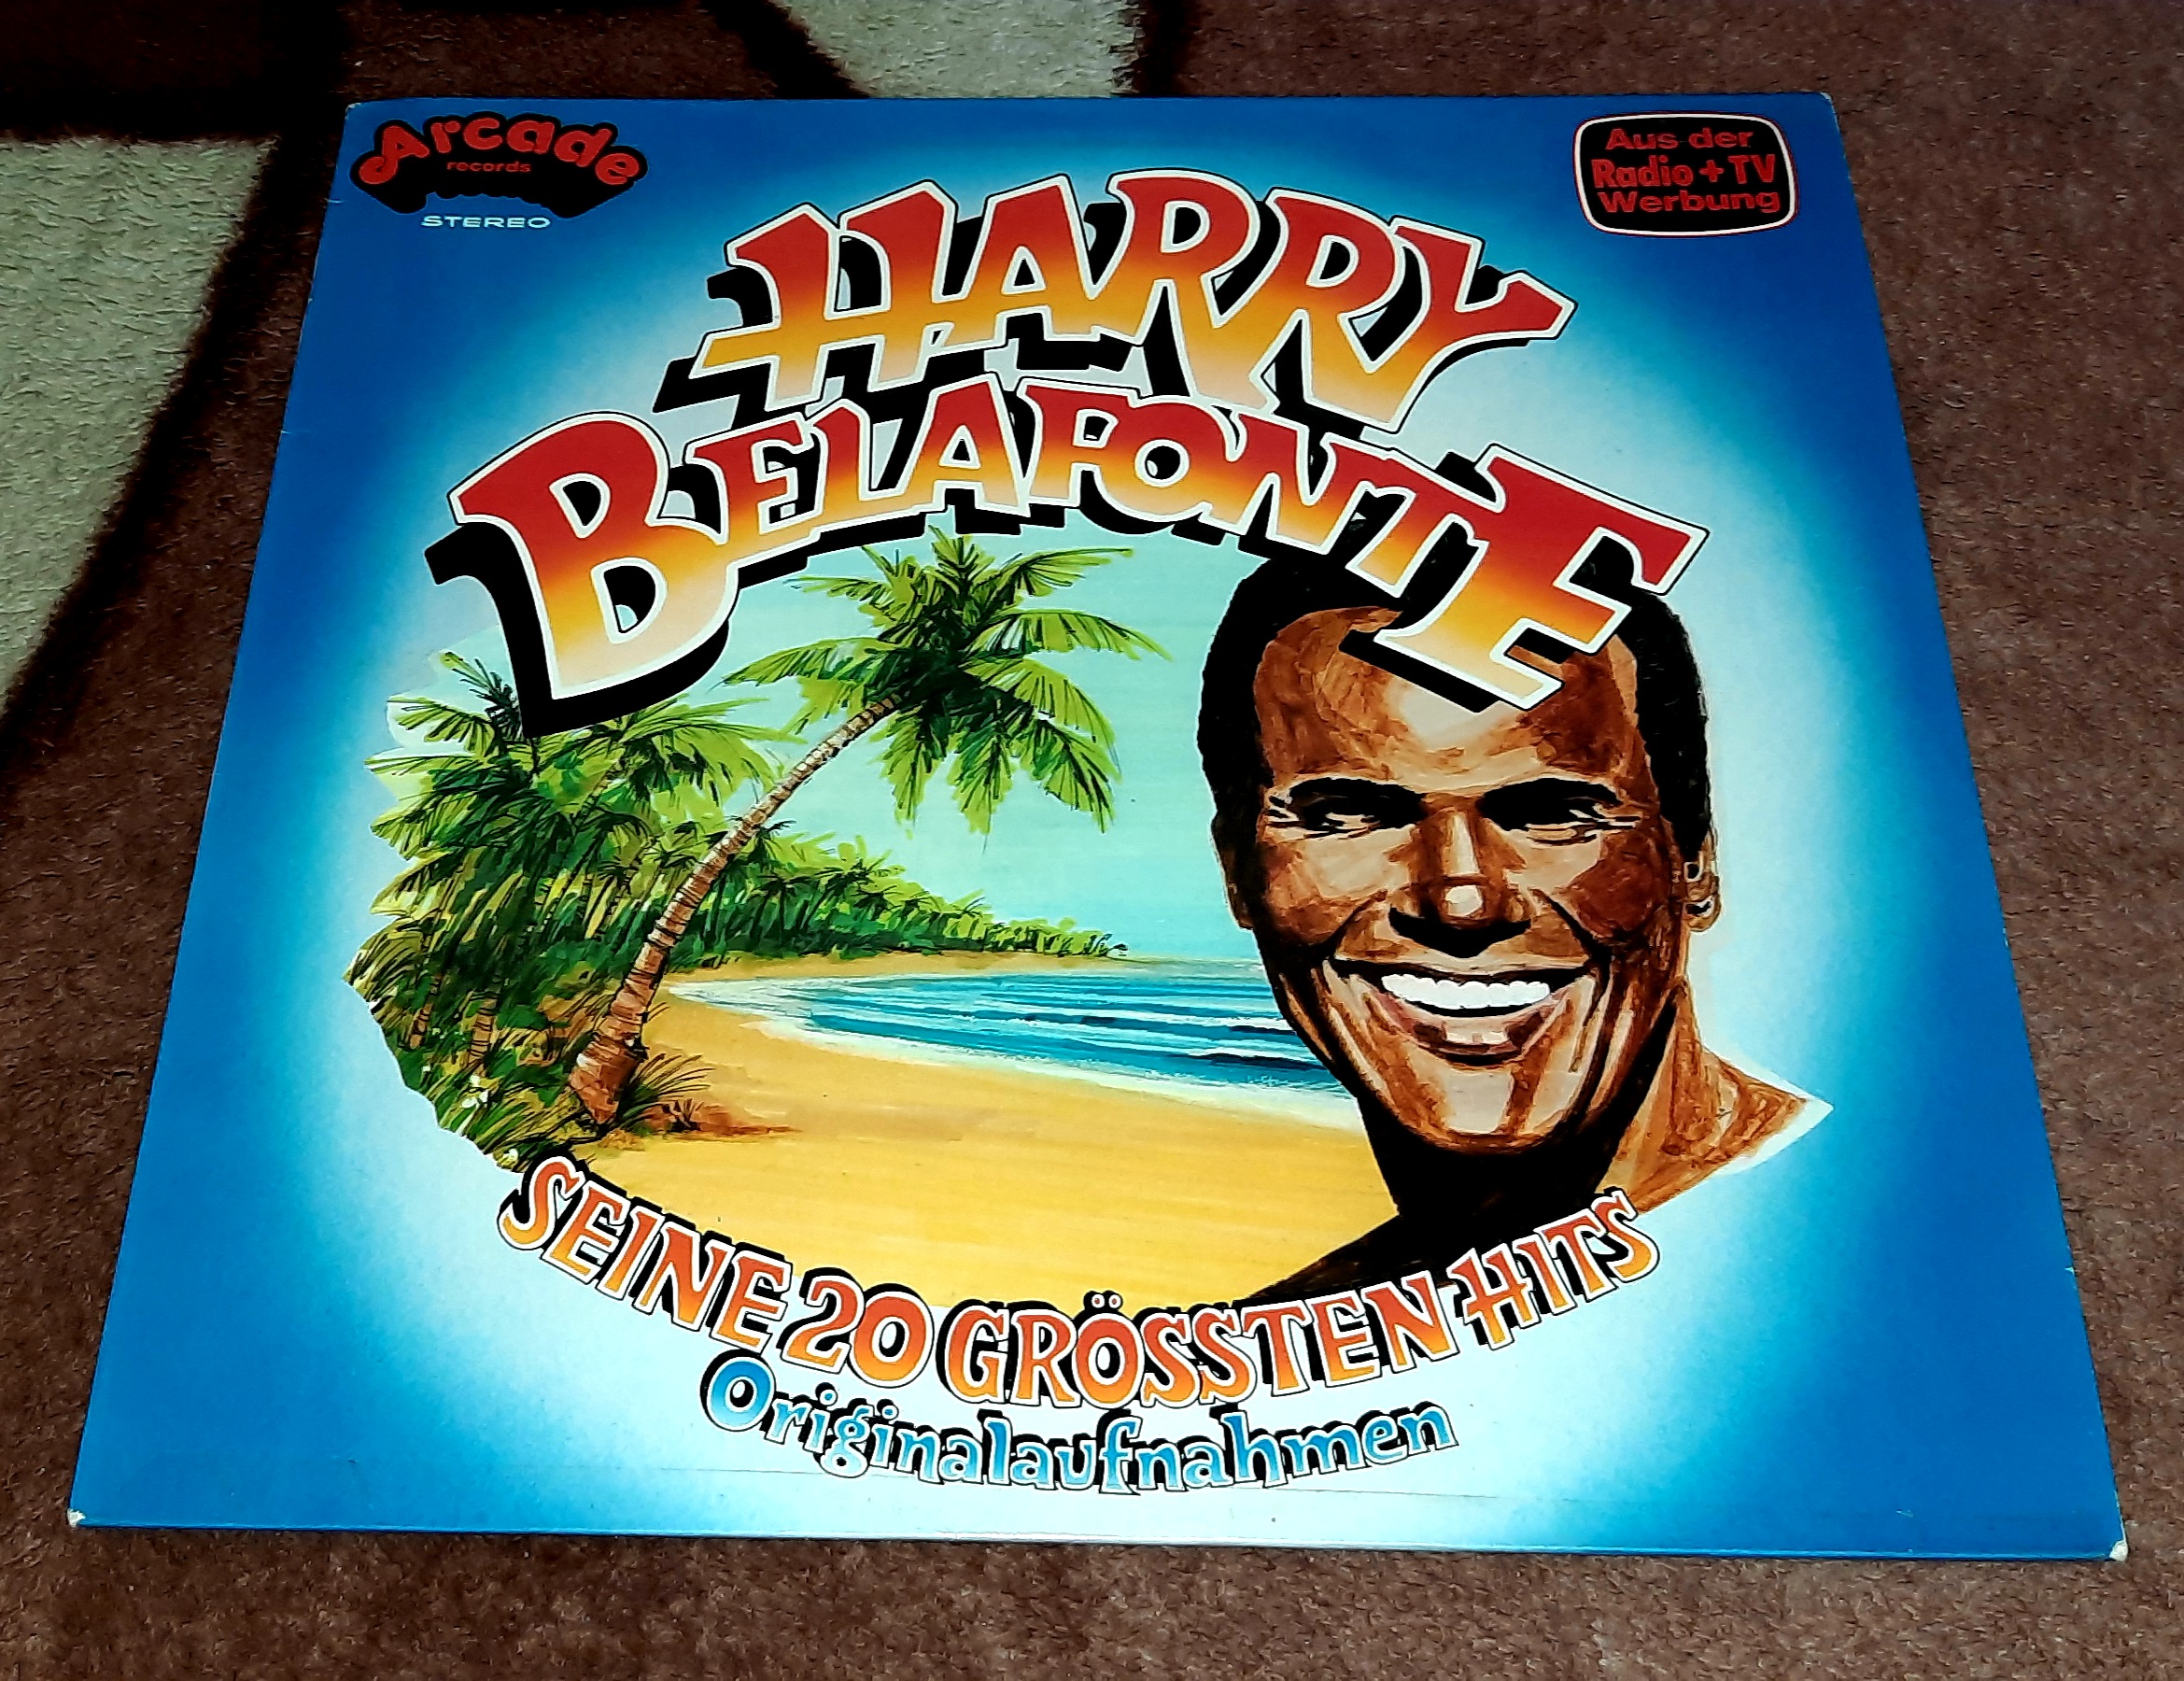 Arcade
records
STEREO
Aus der
Radio + TV
Werbung
HARRY
BELAFONTE
SEINE 20 GRÖSSTEN HITS
Originalaufnahmen